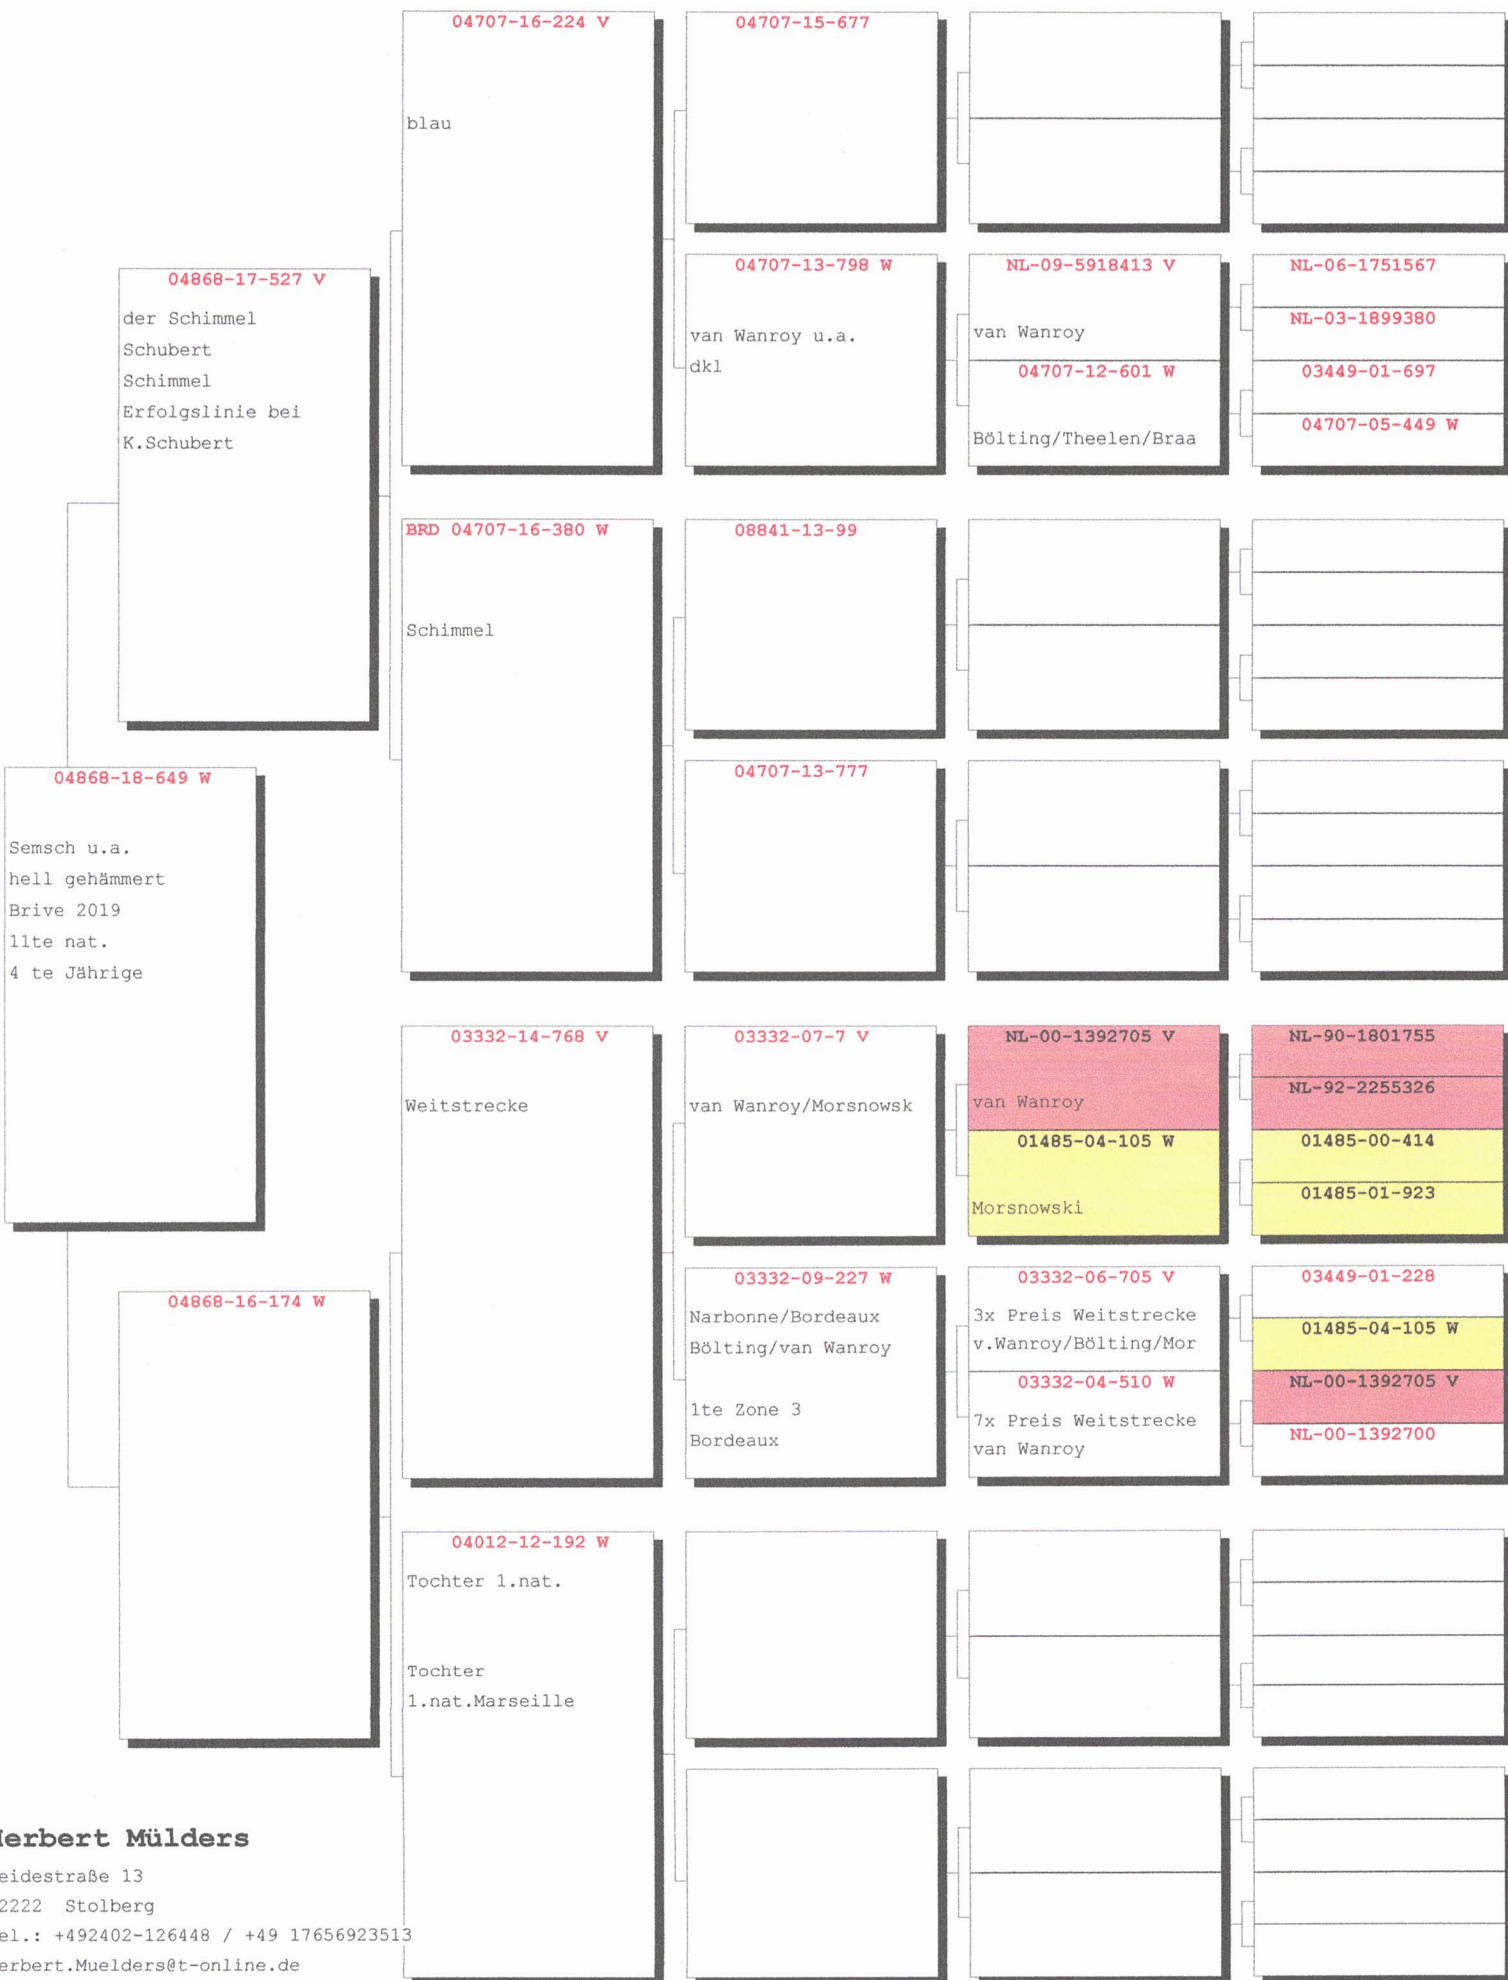 04868-18-649 W
Semsch u.a.
hell gehämmert
Brive 2019
11te nat.
4 te Jährige
04868-17-527 V
der Schimmel
Schubert
Schimmel
Erfolgslinie bei
K.Schubert
04868-16-174 W
04707-16-224 V
blau
BRD 04707-16-380 W
Schimmel
03332-14-768 V
Weitstrecke
04012-12-192 W
Tochter 1.nat.
Tochter
1.nat.Marseille
04707-15-677
04707-13-798 W
van Wanroy u.a.
dkl
08841-13-99
04707-13-777
03332-07-7 V
van Wanroy/Morsnowsk
03332-09-227 W
Narbonne/Bordeaux
Bölting/van Wanroy
1te Zone 3
Bordeaux
NL-09-5918413 V
van Wanroy
04707-12-601 W
Bölting/Theelen/Braa
NL-00-1392705 V
van Wanroy
01485-04-105 W
Morsnowski
03332-06-705 V
3x Preis Weitstrecke
v.Wanroy/Bölting/Mor
03332-04-510 W
7x Preis Weitstrecke
van Wanroy
NL-06-1751567
NL-03-1899380
03449-01-697
04707-05-449 W
NL-90-1801755
NL-92-2255326
01485-00-414
01485-01-923
03449-01-228
01485-04-105 W
NL-00-1392705 V
NL-00-1392700
Herbert Mülders
eidestraße 13
2222 Stolberg
el.: +492402-126448 / +49 17656923513
erbert.Muelders@t-online.de